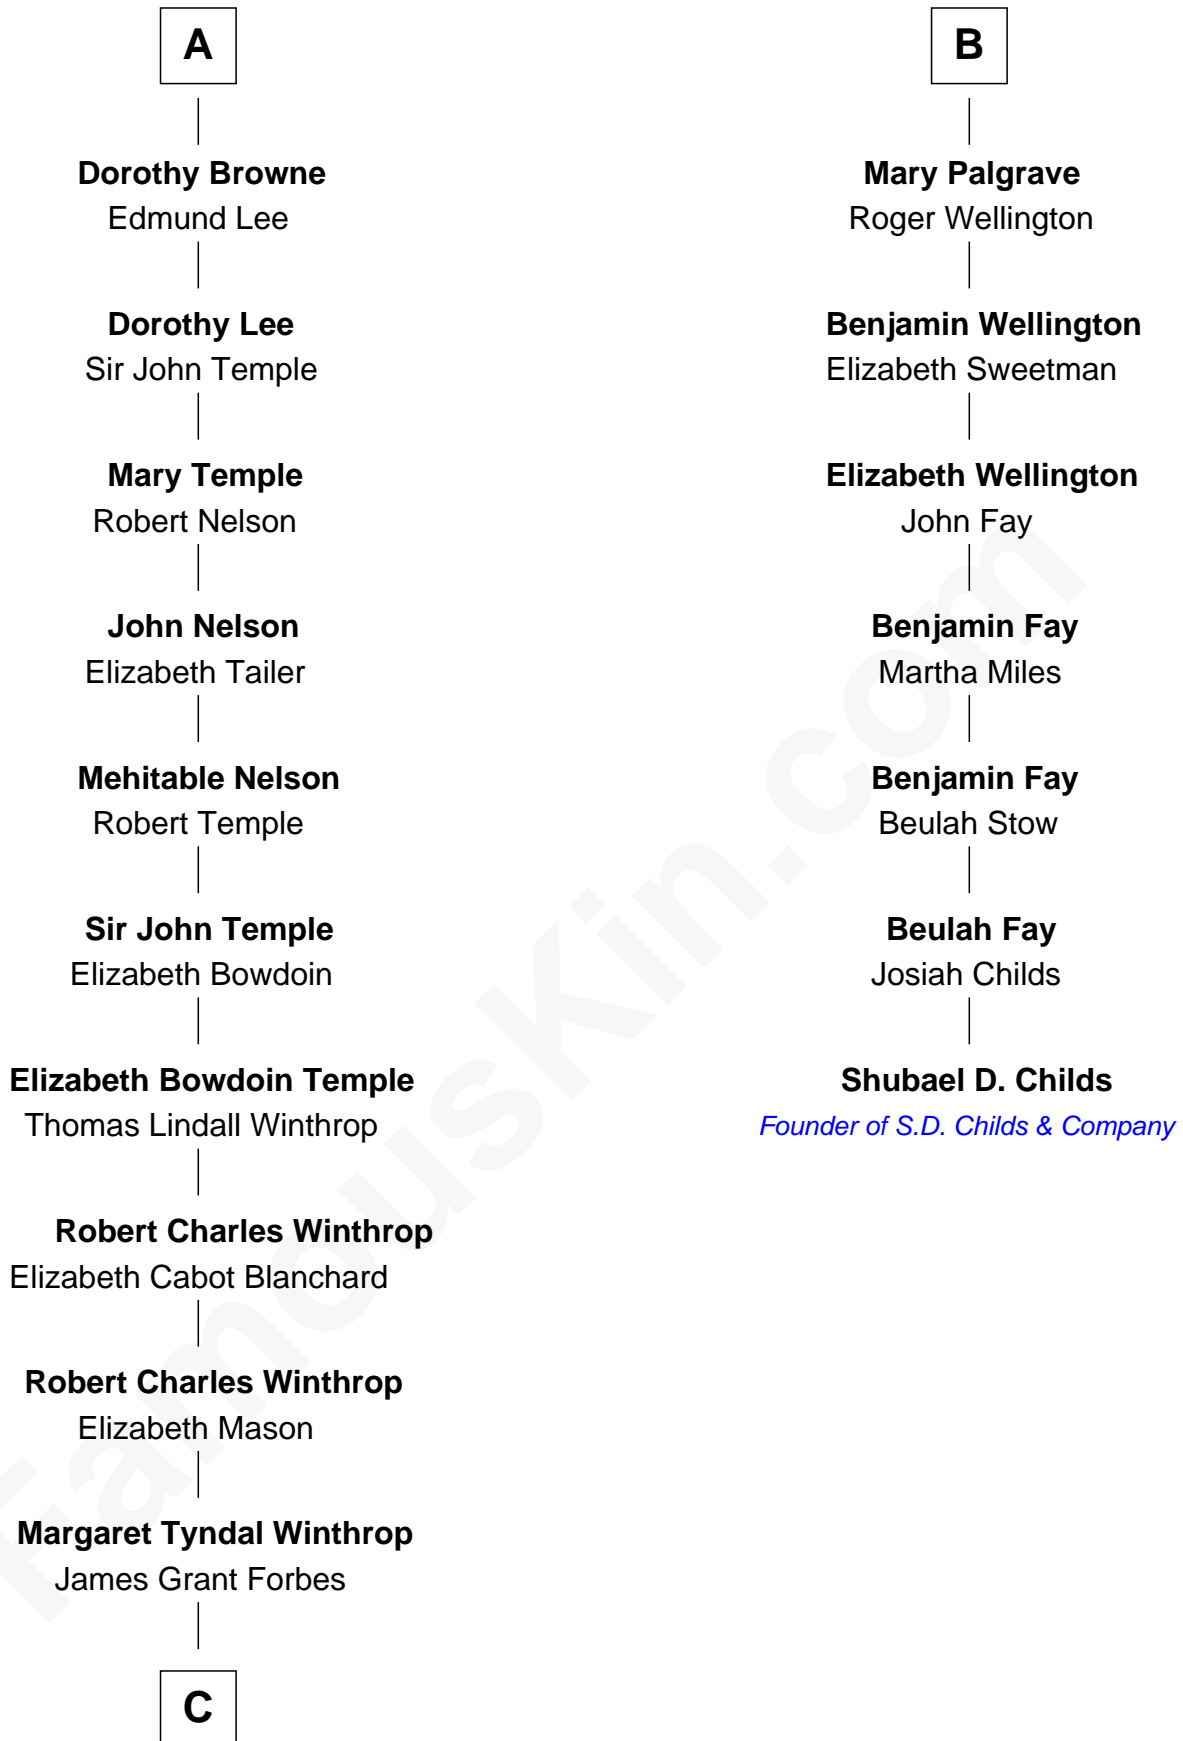 A
Dorothy Browne
Edmund Lee
Dorothy Lee
Sir John Temple
Mary Temple
Robert Nelson
John Nelson
Elizabeth Tailer
Mehitable Nelson
Robert Temple
Sir John Temple
Elizabeth Bowdoin
Elizabeth Bowdoin Temple
Thomas Lindall Winthrop
Robert Charles Winthrop
Elizabeth Cabot Blanchard
Robert Charles Winthrop
Elizabeth Mason
Margaret Tyndal Winthrop
James Grant Forbes
C
B
Mary Palgrave
Roger Wellington
Benjamin Wellington
Elizabeth Sweetman
Elizabeth Wellington
John Fay
Benjamin Fay
Martha Miles
Benjamin Fay
Beulah Stow
Beulah Fay
Josiah Childs
Shubael D. Childs
Founder of S.D. Childs & Company
FamousKin.com